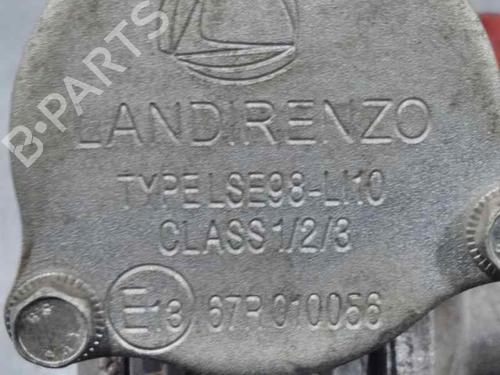 B-PARTS
LANDIRENZO
TYPE LSE98-LI10
CLASS 1/2/3
E13 67R 010056